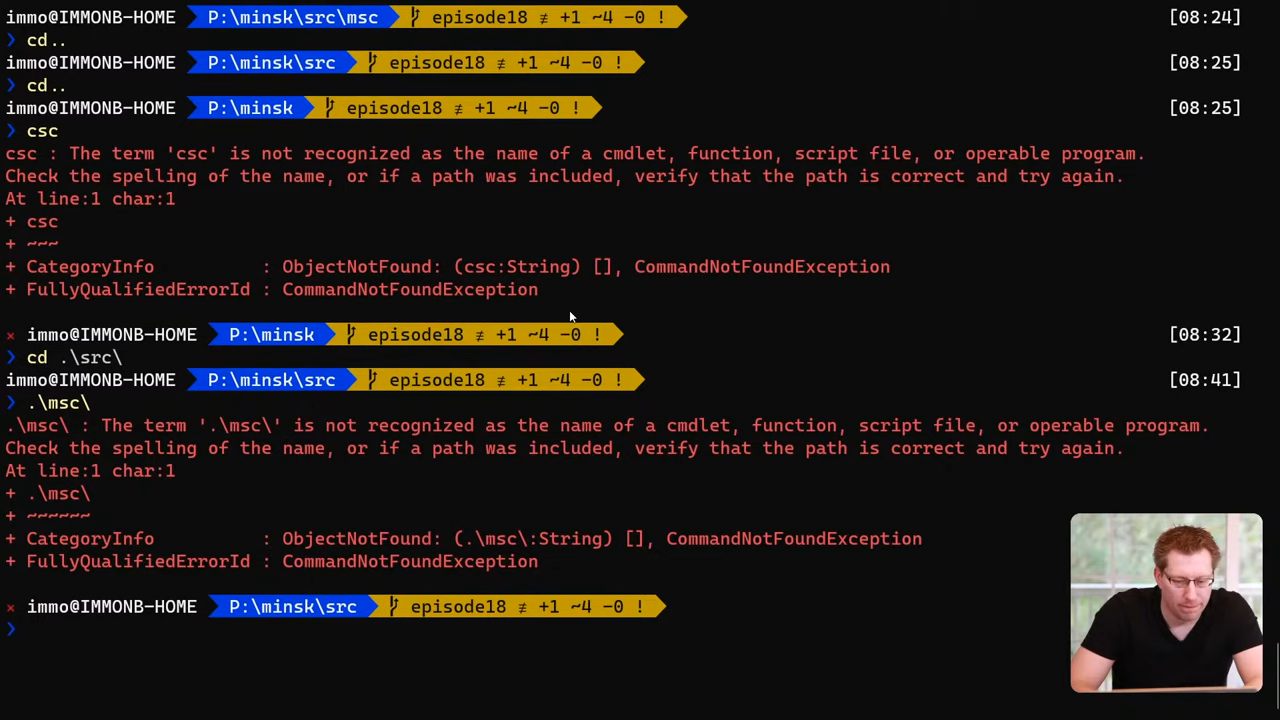 immo@IMMONB-HOME P:\minsk\src\msc episode18 ≢ +1 ~4 -0 ! [08:24]
❯ cd..
immo@IMMONB-HOME P:\minsk\src episode18 ≢ +1 ~4 -0 ! [08:25]
❯ cd..
immo@IMMONB-HOME P:\minsk episode18 ≢ +1 ~4 -0 ! [08:25]
❯ csc
csc : The term 'csc' is not recognized as the name of a cmdlet, function, script file, or operable program.
Check the spelling of the name, or if a path was included, verify that the path is correct and try again.
At line:1 char:1
+ csc
+ ~~~
+ CategoryInfo          : ObjectNotFound: (csc:String) [], CommandNotFoundException
+ FullyQualifiedErrorId : CommandNotFoundException
× immo@IMMONB-HOME P:\minsk episode18 ≢ +1 ~4 -0 ! [08:32]
❯ cd .\src\
immo@IMMONB-HOME P:\minsk\src episode18 ≢ +1 ~4 -0 ! [08:41]
❯ .\msc\
.\msc\ : The term '.\msc\' is not recognized as the name of a cmdlet, function, script file, or operable program.
Check the spelling of the name, or if a path was included, verify that the path is correct and try again.
At line:1 char:1
+ .\msc\
+ ~~~~~~
+ CategoryInfo          : ObjectNotFound: (.\msc\:String) [], CommandNotFoundException
+ FullyQualifiedErrorId : CommandNotFoundException
× immo@IMMONB-HOME P:\minsk\src episode18 ≢ +1 ~4 -0 !
❯